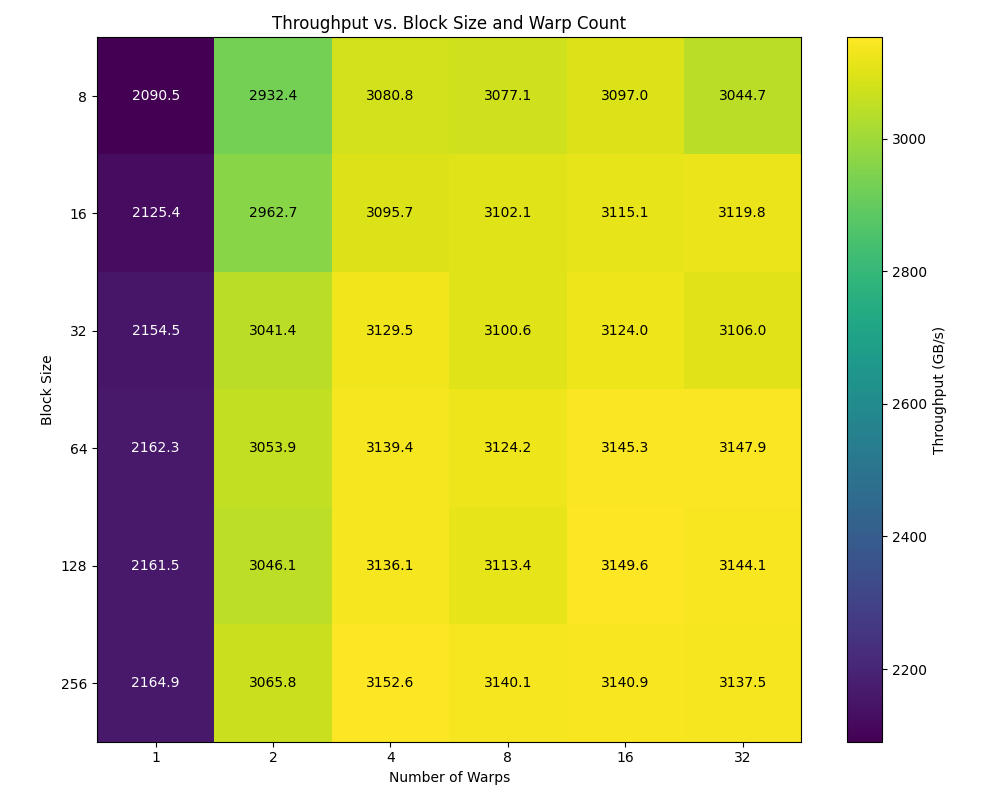 Throughput vs. Block Size and Warp Count
8 2090.5 2932.4 3080.8 3077.1 3097.0 3044.7
16 2125.4 2962.7 3095.7 3102.1 3115.1 3119.8
32 2154.5 3041.4 3129.5 3100.6 3124.0 3106.0
64 2162.3 3053.9 3139.4 3124.2 3145.3 3147.9
128 2161.5 3046.1 3136.1 3113.4 3149.6 3144.1
256 2164.9 3065.8 3152.6 3140.1 3140.9 3137.5
1 2 4 8 16 32
Number of Warps
Block Size
3000
2800
2600
2400
2200
Throughput (GB/s)